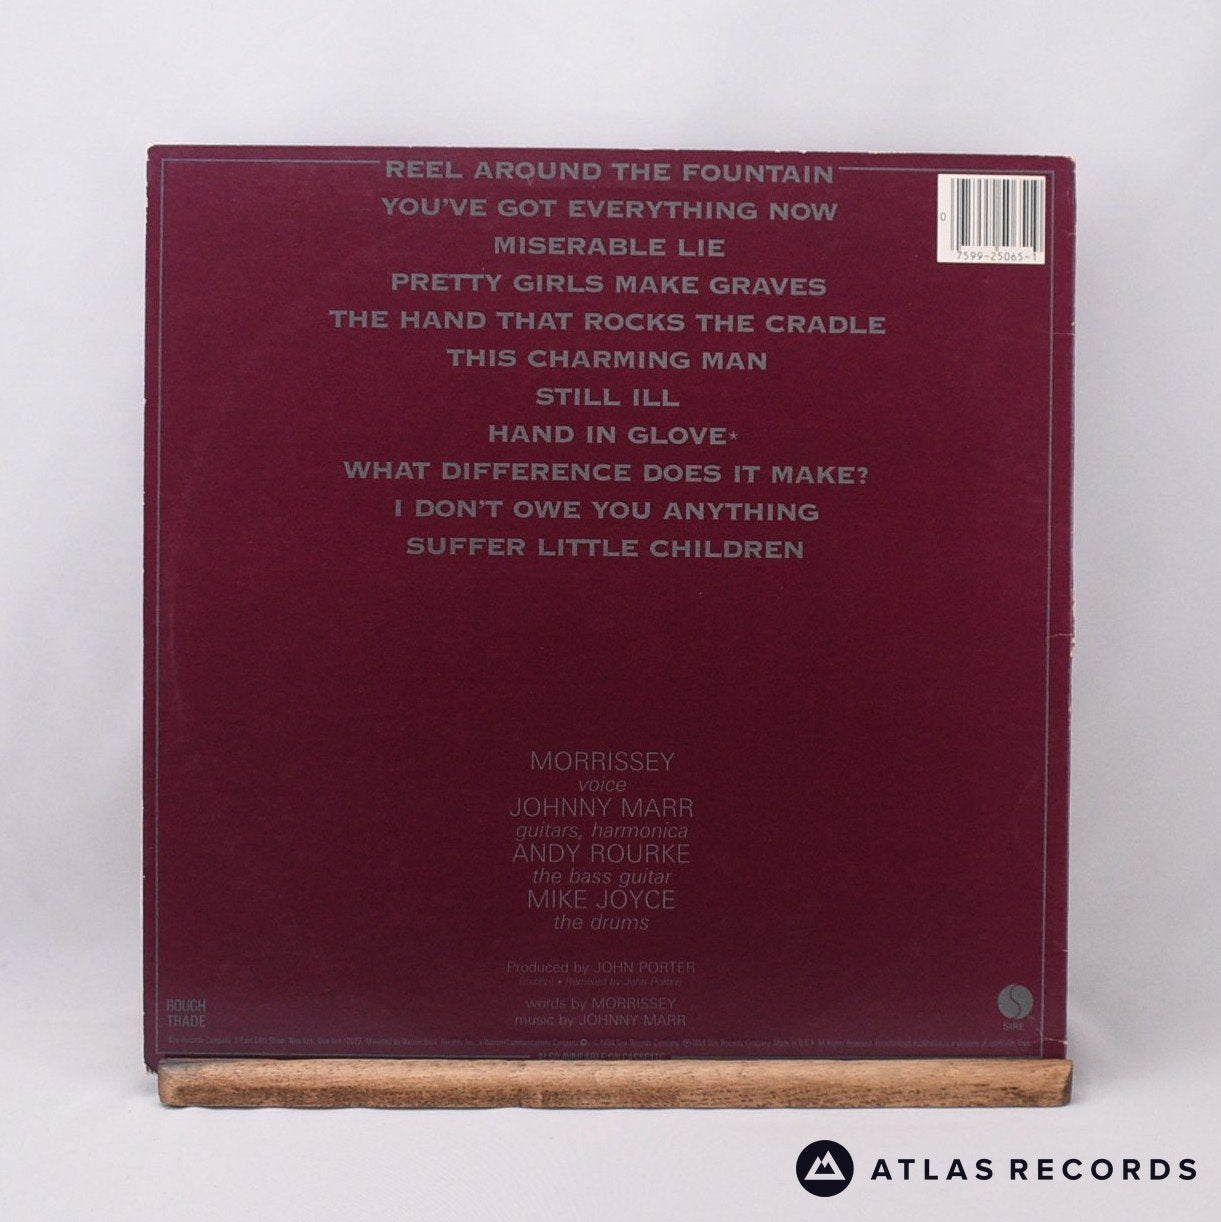 REEL AROUND THE FOUNTAIN
YOU'VE GOT EVERYTHING NOW
MISERABLE LIE
PRETTY GIRLS MAKE GRAVES
THE HAND THAT ROCKS THE CRADLE
THIS CHARMING MAN
STILL ILL
HAND IN GLOVE*
WHAT DIFFERENCE DOES IT MAKE?
I DON'T OWE YOU ANYTHING
SUFFER LITTLE CHILDREN
0
7599-25065-1
MORRISSEY
voice
JOHNNY MARR
guitars, harmonica
ANDY ROURKE
the bass guitar
MIKE JOYCE
the drums
Produced by JOHN PORTER
words by MORRISSEY
music by JOHNNY MARR
ROUGH
TRADE
SIRE
ALSO AVAILABLE ON CASSETTE
ATLAS RECORDS